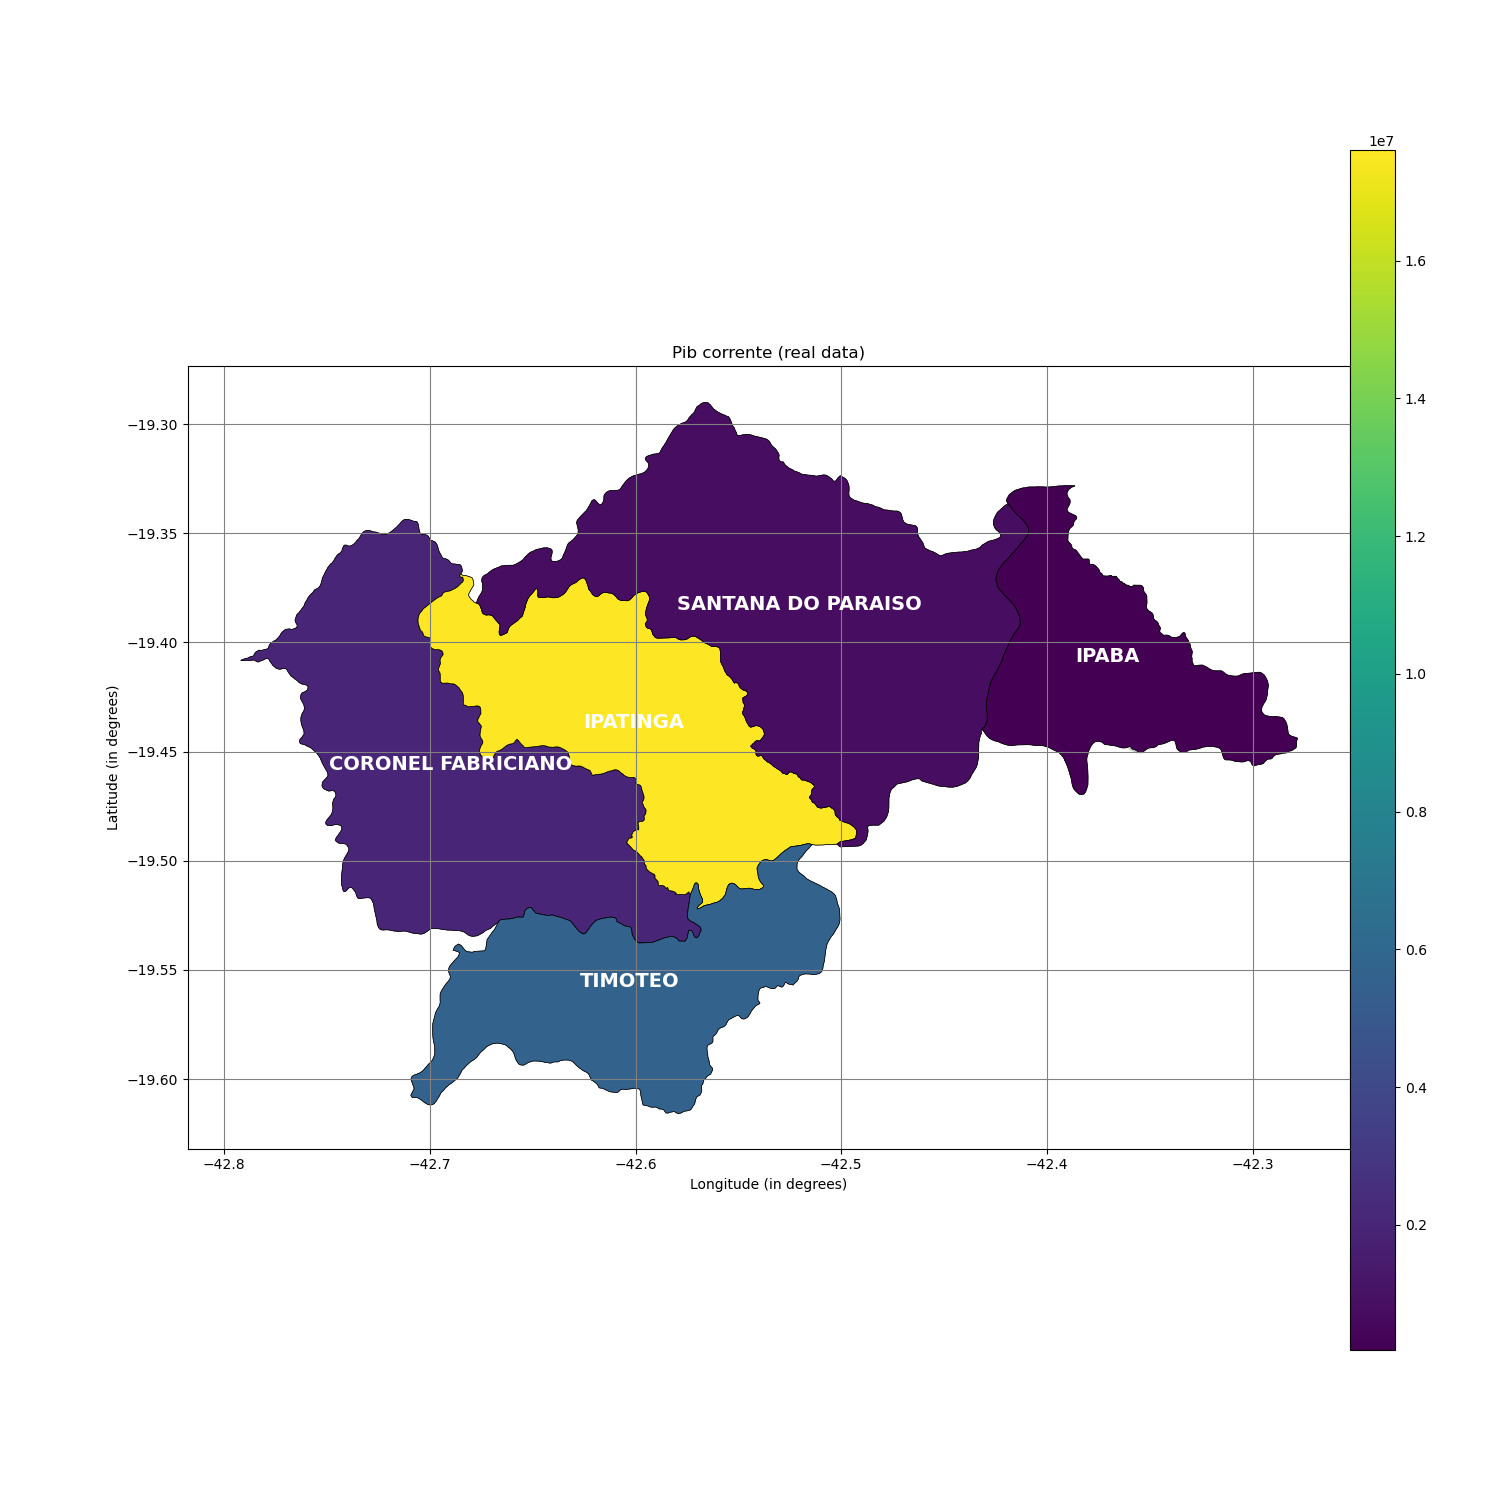 1e7
1.6
1.4
1.2
1.0
0.8
0.6
0.4
0.2
Pib corrente (real data)
−19.30
−19.35
−19.40
−19.45
−19.50
−19.55
−19.60
Latitude (in degrees)
SANTANA DO PARAISO
IPABA
IPATINGA
CORONEL FABRICIANO
TIMOTEO
−42.8
−42.7
−42.6
−42.5
−42.4
−42.3
Longitude (in degrees)